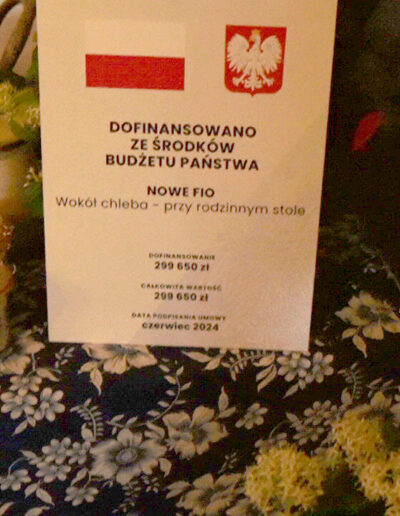 DOFINANSOWANO
ZE ŚRODKÓW
BUDŻETU PAŃSTWA
NOWE FIO
Wokół chleba - przy rodzinnym stole
DOFINANSOWANIE
299 650 zł
CAŁKOWITA WARTOŚĆ
299 650 zł
DATA PODPISANIA UMOWY
czerwiec 2024